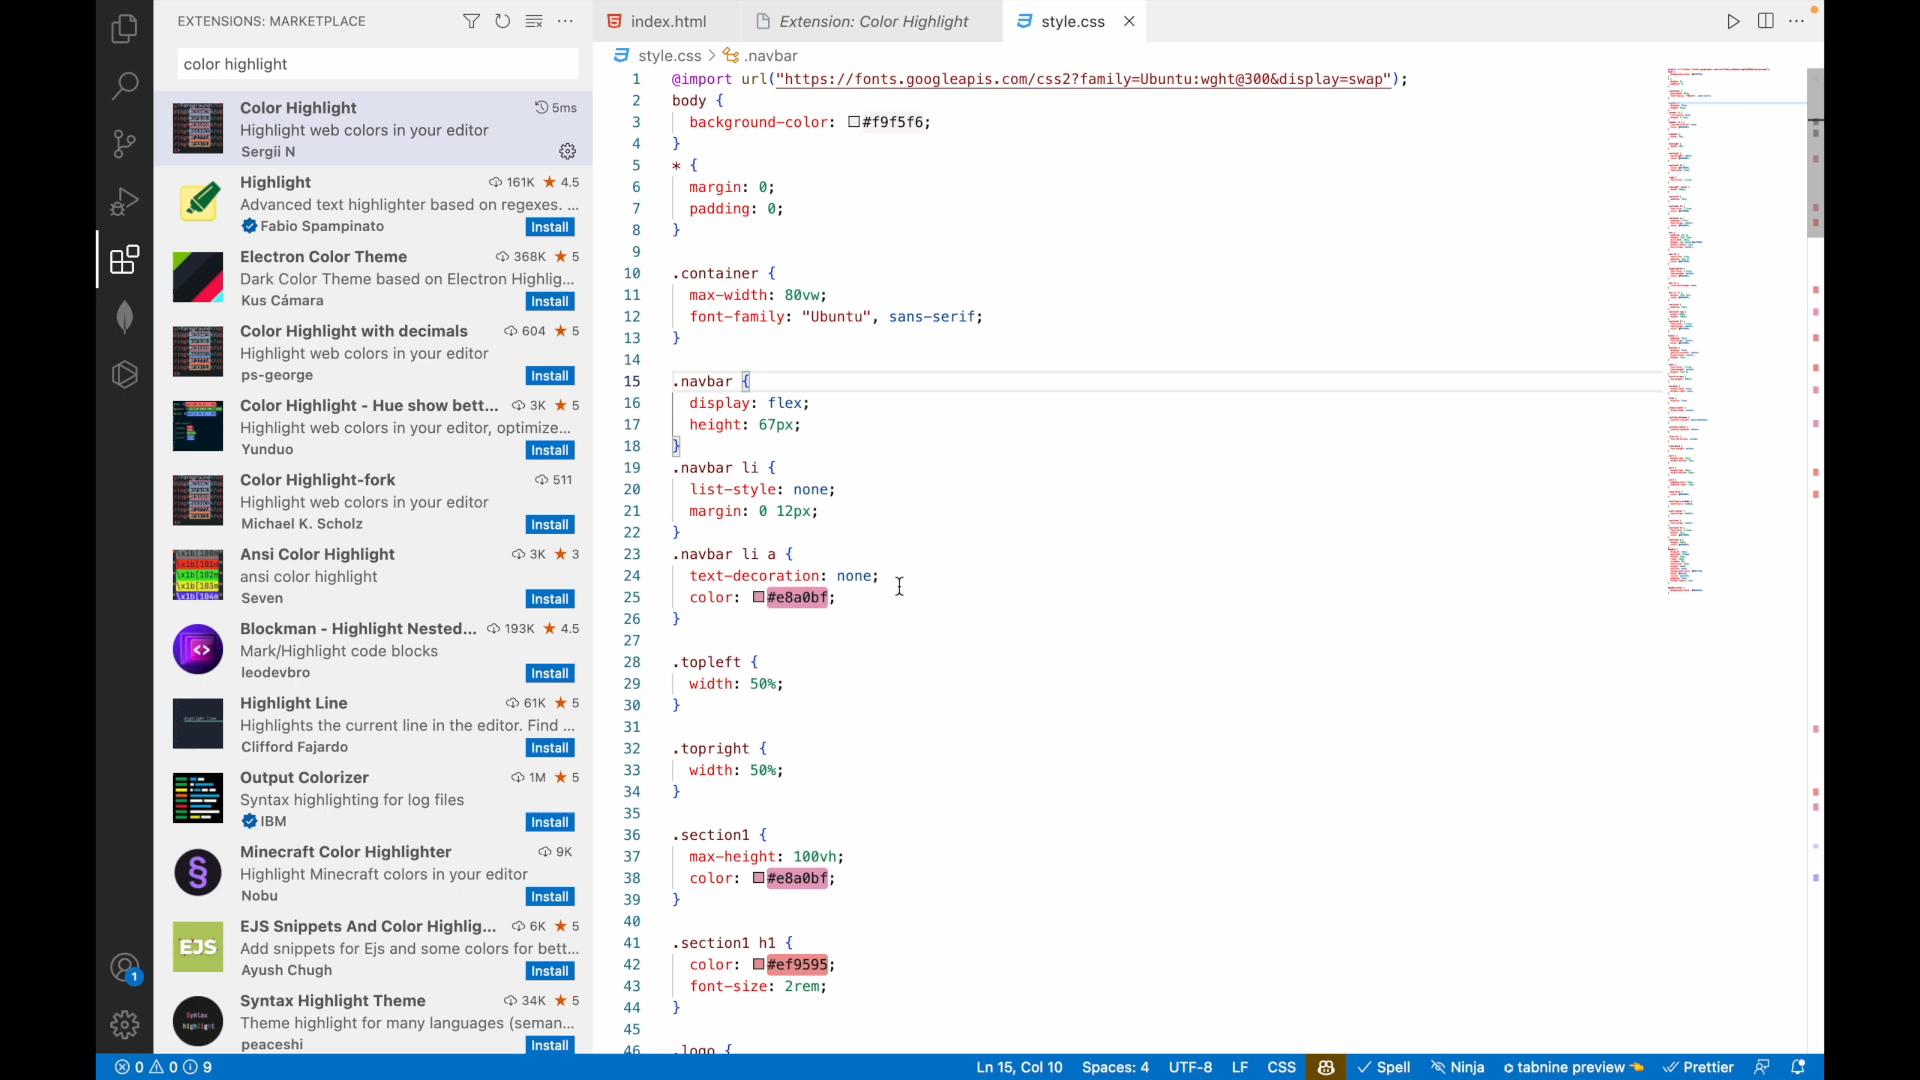 EXTENSIONS: MARKETPLACE
color highlight
Color Highlight
5ms
Highlight web colors in your editor
Sergii N
Highlight
161K
4.5
Advanced text highlighter based on regexes. ...
Fabio Spampinato
Install
Electron Color Theme
368K
5
Dark Color Theme based on Electron Highlig...
Kus Cámara
Install
Color Highlight with decimals
604
5
Highlight web colors in your editor
ps-george
Install
Color Highlight - Hue show bett...
3K
5
Highlight web colors in your editor, optimize...
Yunduo
Install
Color Highlight-fork
511
Highlight web colors in your editor
Michael K. Scholz
Install
Ansi Color Highlight
3K
3
ansi color highlight
Seven
Install
Blockman - Highlight Nested...
193K
4.5
Mark/Highlight code blocks
leodevbro
Install
Highlight Line
61K
5
Highlights the current line in the editor. Find ...
Clifford Fajardo
Install
Output Colorizer
1M
5
Syntax highlighting for log files
IBM
Install
Minecraft Color Highlighter
9K
Highlight Minecraft colors in your editor
Nobu
Install
EJS
EJS Snippets And Color Highlig...
6K
5
Add snippets for Ejs and some colors for bett...
Ayush Chugh
Install
Syntax highlight
Syntax Highlight Theme
34K
5
Theme highlight for many languages (seman...
peaceshi
Install
index.html
Extension: Color Highlight
style.css
style.css > .navbar
1 @import url("https://fonts.googleapis.com/css2?family=Ubuntu:wght@300&display=swap");
2 body {
3 background-color: #f9f5f6;
4 }
5 * {
6 margin: 0;
7 padding: 0;
8 }
9
10 .container {
11 max-width: 80vw;
12 font-family: "Ubuntu", sans-serif;
13 }
14
15 .navbar {
16 display: flex;
17 height: 67px;
18 }
19 .navbar li {
20 list-style: none;
21 margin: 0 12px;
22 }
23 .navbar li a {
24 text-decoration: none;
25 color: #e8a0bf;
26 }
27
28 .topleft {
29 width: 50%;
30 }
31
32 .topright {
33 width: 50%;
34 }
35
36 .section1 {
37 max-height: 100vh;
38 color: #e8a0bf;
39 }
40
41 .section1 h1 {
42 color: #ef9595;
43 font-size: 2rem;
44 }
45
46 .logo {
1
0 0 9
Ln 15, Col 10
Spaces: 4
UTF-8
LF
CSS
Spell
Ninja
tabnine preview
Prettier